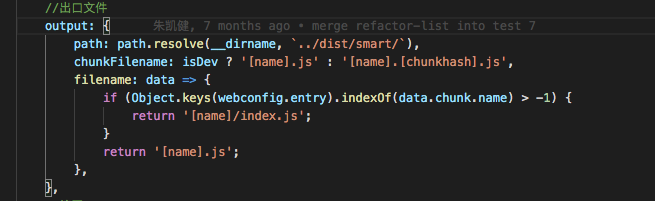 //出口文件
output: { 朱凯健, 7 months ago • merge refactor-list into test 7
path: path.resolve(__dirname, `../dist/smart/`),
chunkFilename: isDev ? '[name].js' : '[name].[chunkhash].js',
filename: data => {
if (Object.keys(webconfig.entry).indexOf(data.chunk.name) > -1) {
return '[name]/index.js';
}
return '[name].js';
},
},